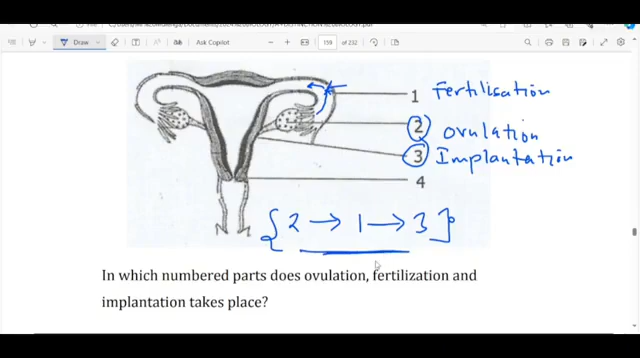 Draw
Ask Copilot
159 of 232
1 Fertilisation
2 Ovulation
3 Implantation
4
{2 → 1 → 3}
In which numbered parts does ovulation, fertilization and
implantation takes place?